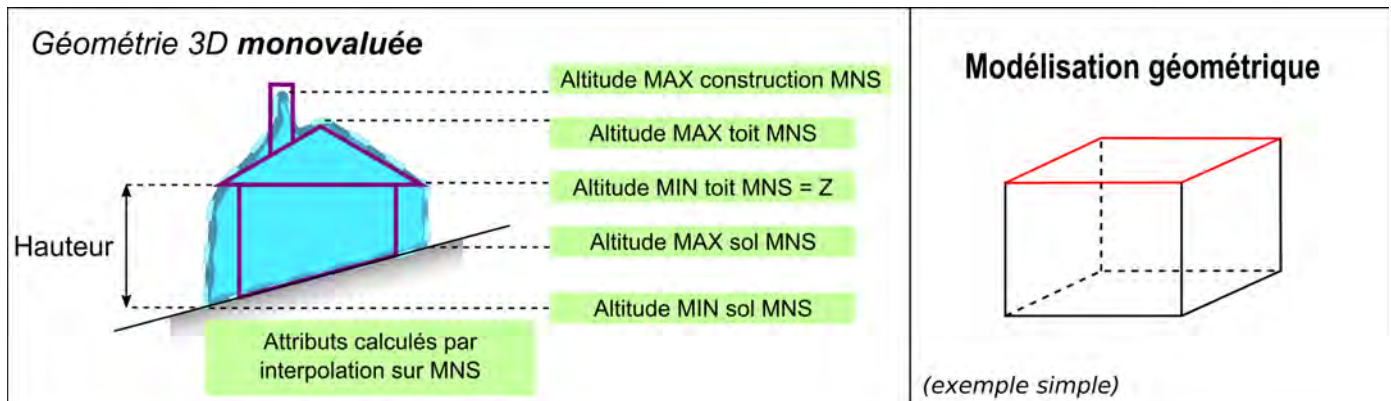 Géométrie 3D monovaluée
Altitude MAX construction MNS
Altitude MAX toit MNS
Altitude MIN toit MNS = Z
Altitude MAX sol MNS
Altitude MIN sol MNS
Hauteur
Attributs calculés par
interpolation sur MNS
Modélisation géométrique
(exemple simple)